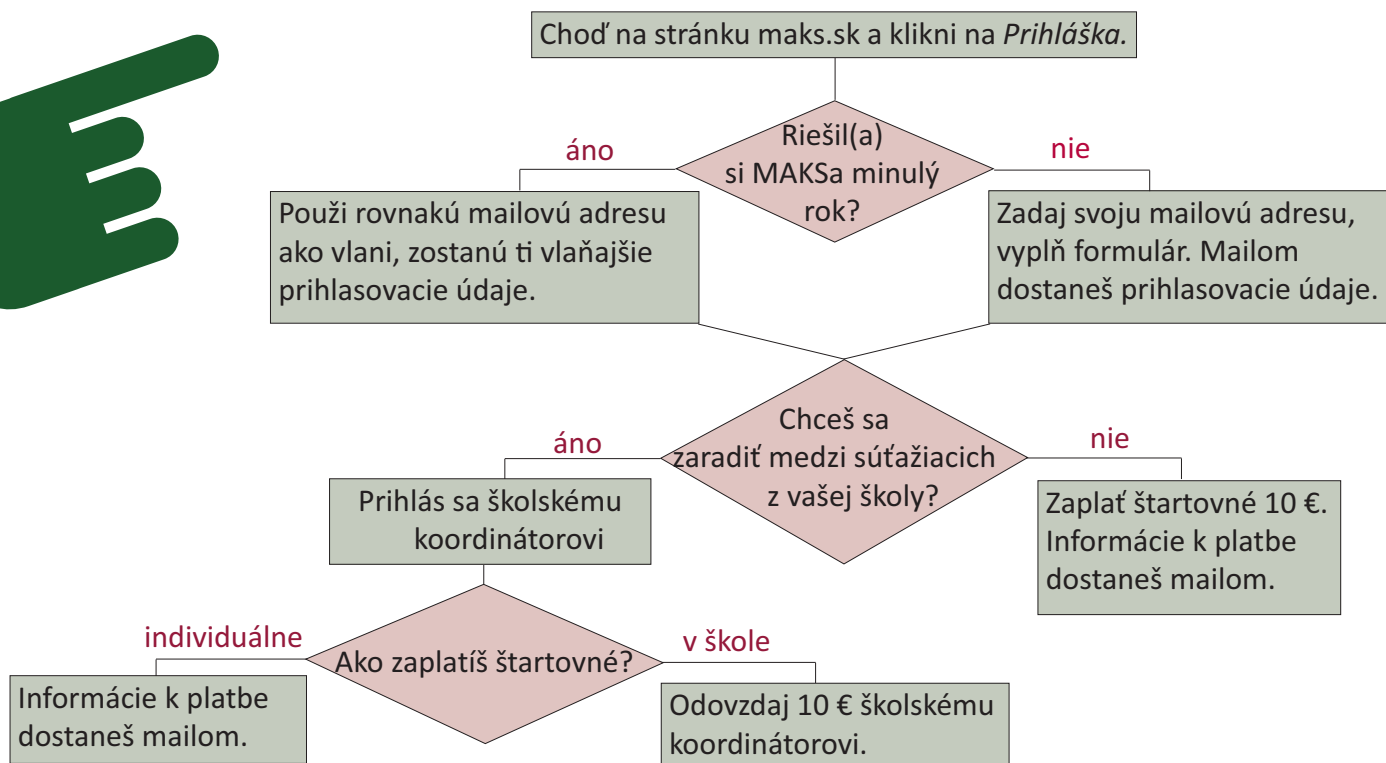 Choď na stránku maks.sk a klikni na Prihláška.
Riešil(a)
si MAKSa minulý
rok?
áno
nie
Použi rovnakú mailovú adresu
ako vlani, zostanú ti vlaňajšie
prihlasovacie údaje.
Zadaj svoju mailovú adresu,
vyplň formulár. Mailom
dostaneš prihlasovacie údaje.
Chceš sa
zaradiť medzi súťažiacich
z vašej školy?
áno
nie
Prihlás sa školskému
koordinátorovi
Zaplať štartovné 10 €.
Informácie k platbe
dostaneš mailom.
Ako zaplatíš štartovné?
individuálne
v škole
Informácie k platbe
dostaneš mailom.
Odovzdaj 10 € školskému
koordinátorovi.